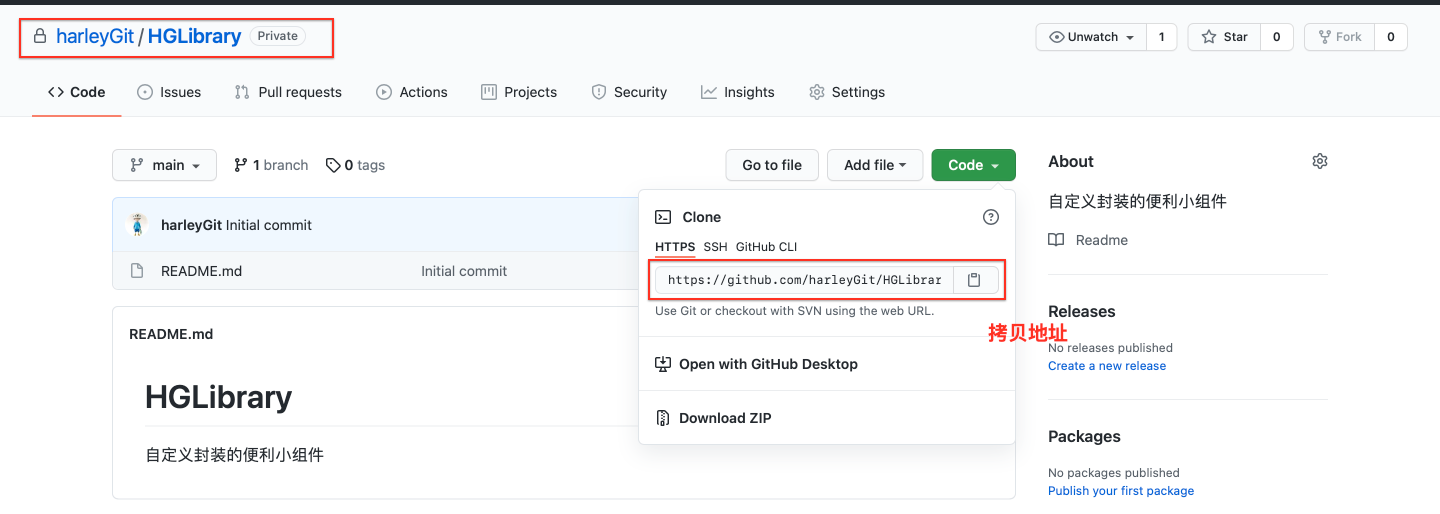 harleyGit / HGLibrary Private
Unwatch 1 Star 0 Fork 0
Code Issues Pull requests Actions Projects Security Insights Settings
main 1 branch 0 tags Go to file Add file Code
harleyGit Initial commit
README.md Initial commit
Clone
HTTPS SSH GitHub CLI
https://github.com/harleyGit/HGLibrar
Use Git or checkout with SVN using the web URL.
拷贝地址
Open with GitHub Desktop
Download ZIP
README.md
HGLibrary
自定义封装的便利小组件
About
自定义封装的便利小组件
Readme
Releases
No releases published
Create a new release
Packages
No packages published
Publish your first package